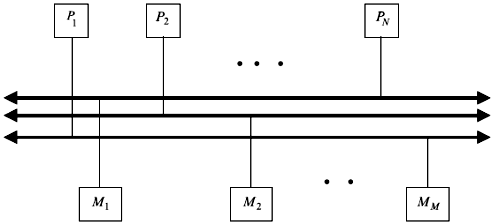 P1 P2 PN
. . .
. .
M1 M2 MM